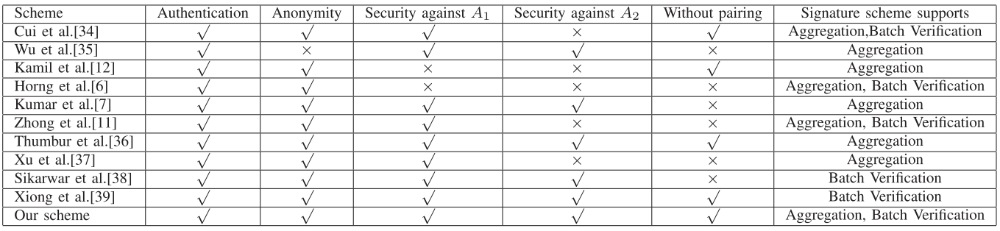 Scheme Authentication Anonymity Security against A1 Security against A2 Without pairing Signature scheme supports
Cui et al.[34] √ √ √ × √ Aggregation,Batch Verification
Wu et al.[35] √ × √ √ × Aggregation
Kamil et al.[12] √ √ × × √ Aggregation
Horng et al.[6] √ √ × × × Aggregation, Batch Verification
Kumar et al.[7] √ √ √ √ × Aggregation
Zhong et al.[11] √ √ √ × × Aggregation, Batch Verification
Thumbur et al.[36] √ √ √ √ √ Aggregation
Xu et al.[37] √ √ √ × × Aggregation
Sikarwar et al.[38] √ √ √ √ × Batch Verification
Xiong et al.[39] √ √ √ √ √ Batch Verification
Our scheme √ √ √ √ √ Aggregation, Batch Verification